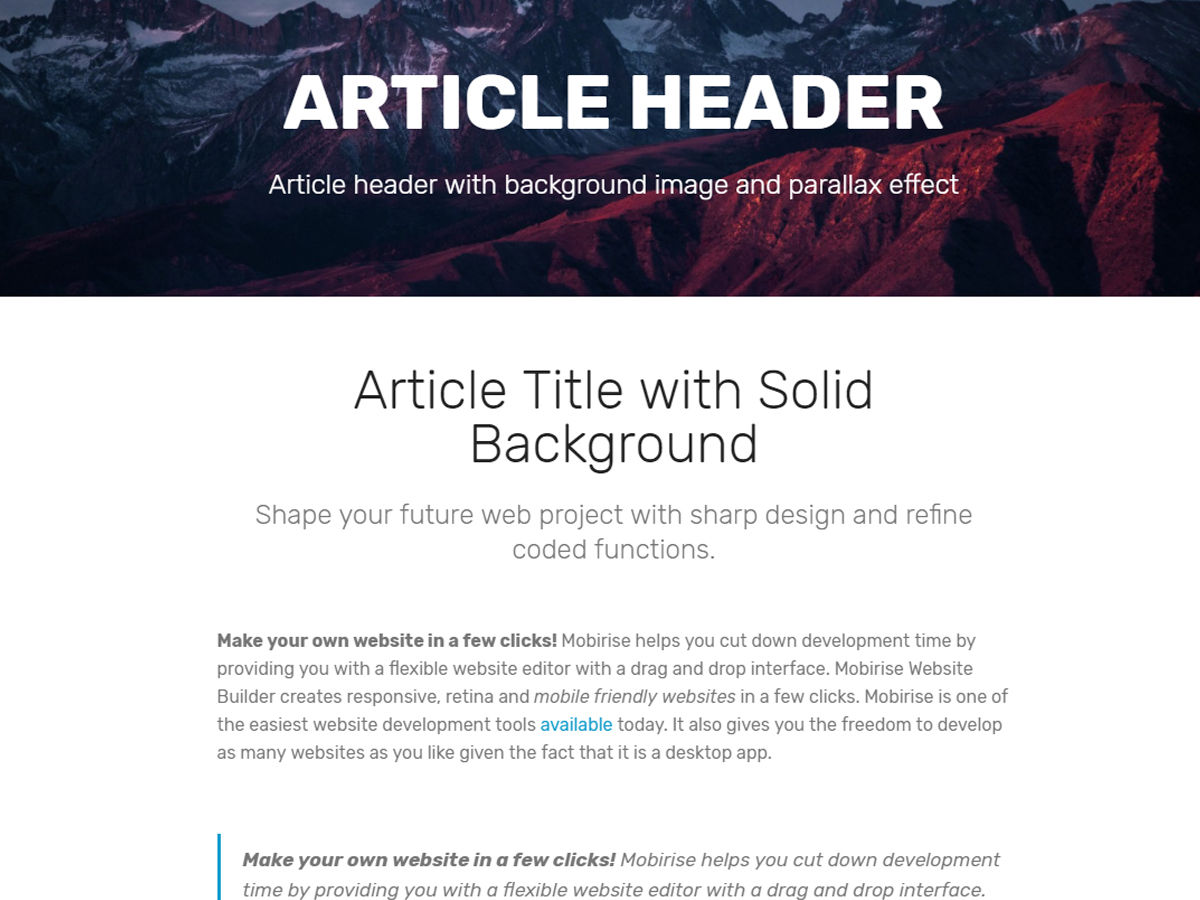 ARTICLE HEADER
Article header with background image and parallax effect
Article Title with Solid
Background
Shape your future web project with sharp design and refine
coded functions.
Make your own website in a few clicks! Mobirise helps you cut down development time by
providing you with a flexible website editor with a drag and drop interface. Mobirise Website
Builder creates responsive, retina and mobile friendly websites in a few clicks. Mobirise is one of
the easiest website development tools available today. It also gives you the freedom to develop
as many websites as you like given the fact that it is a desktop app.
Make your own website in a few clicks! Mobirise helps you cut down development
time by providing you with a flexible website editor with a drag and drop interface.